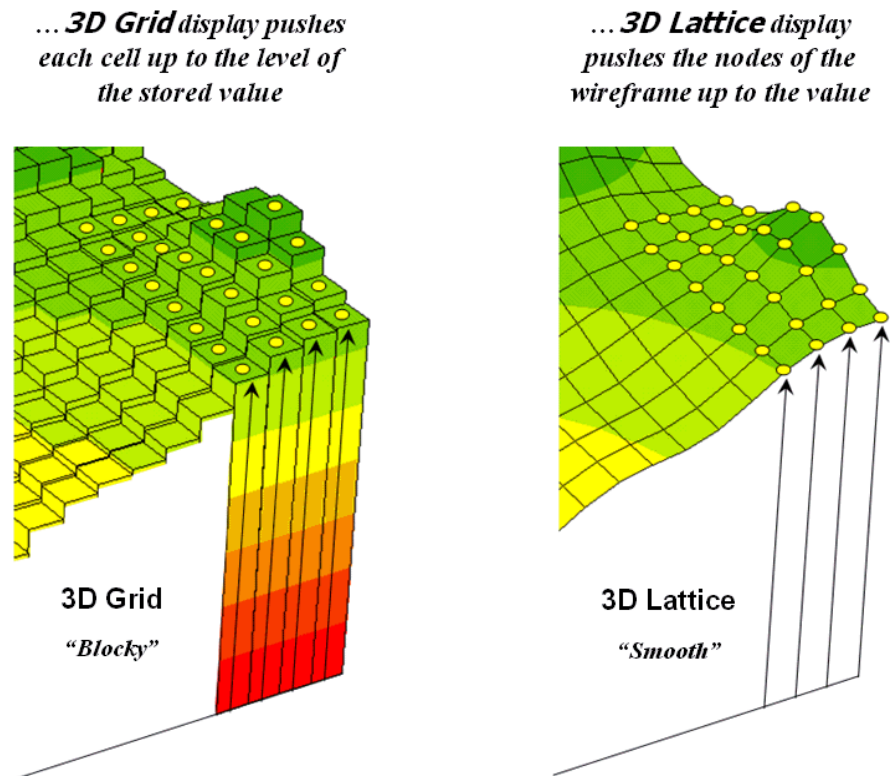 ...3D Grid display pushes
each cell up to the level of
the stored value
...3D Lattice display
pushes the nodes of the
wireframe up to the value
3D Grid
“Blocky”
3D Lattice
“Smooth”